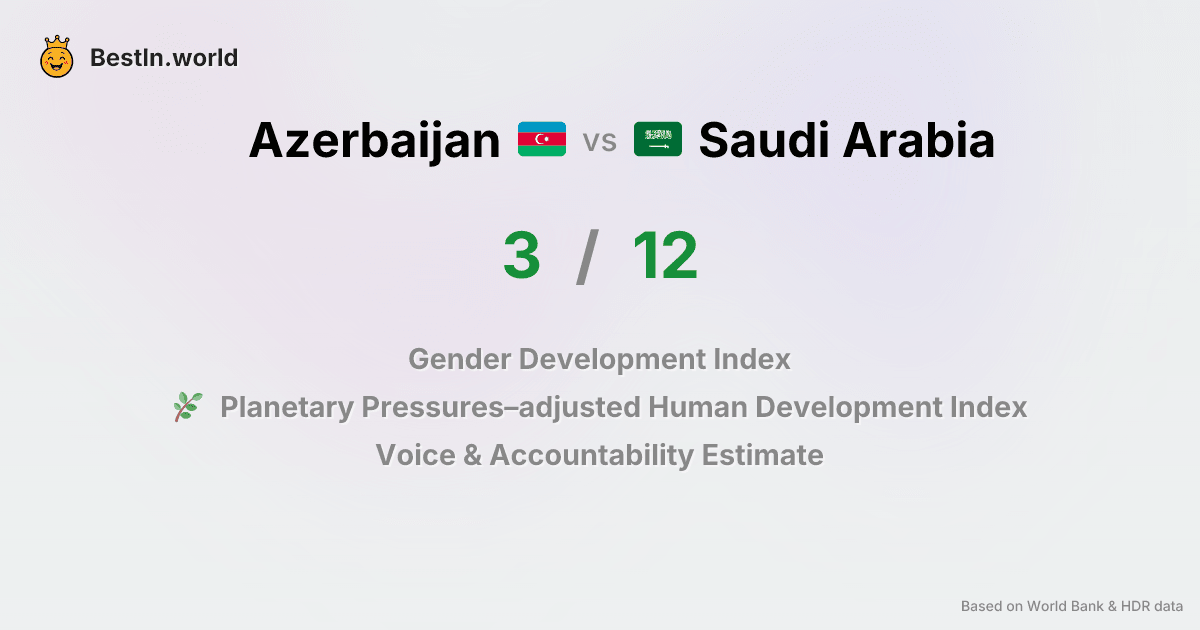 BestIn.world
Azerbaijan vs Saudi Arabia
3 / 12
Gender Development Index
Planetary Pressures–adjusted Human Development Index
Voice & Accountability Estimate
Based on World Bank & HDR data